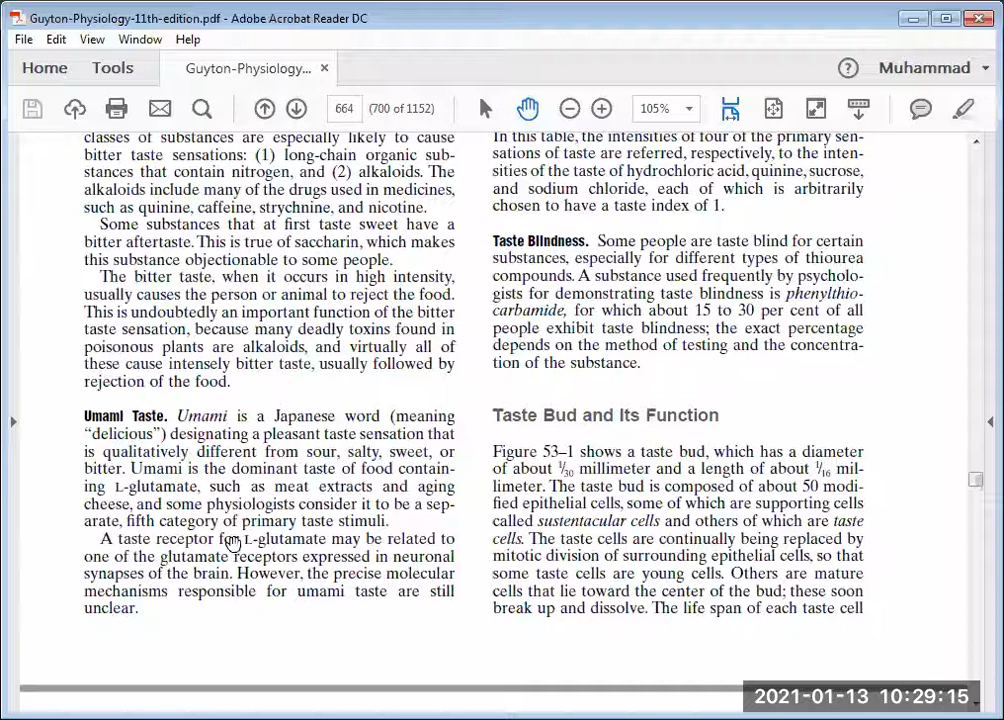 Guyton-Physiology-11th-edition.pdf - Adobe Acrobat Reader DC
File Edit View Window Help
Home Tools Guyton-Physiology... × ? Muhammad
664 (700 of 1152) 105%
classes of substances are especially likely to cause
bitter taste sensations: (1) long-chain organic sub-
stances that contain nitrogen, and (2) alkaloids. The
alkaloids include many of the drugs used in medicines,
such as quinine, caffeine, strychnine, and nicotine.
Some substances that at first taste sweet have a
bitter aftertaste. This is true of saccharin, which makes
this substance objectionable to some people.
The bitter taste, when it occurs in high intensity,
usually causes the person or animal to reject the food.
This is undoubtedly an important function of the bitter
taste sensation, because many deadly toxins found in
poisonous plants are alkaloids, and virtually all of
these cause intensely bitter taste, usually followed by
rejection of the food.
Umami Taste. Umami is a Japanese word (meaning
“delicious”) designating a pleasant taste sensation that
is qualitatively different from sour, salty, sweet, or
bitter. Umami is the dominant taste of food contain-
ing L-glutamate, such as meat extracts and aging
cheese, and some physiologists consider it to be a sep-
arate, fifth category of primary taste stimuli.
A taste receptor for L-glutamate may be related to
one of the glutamate receptors expressed in neuronal
synapses of the brain. However, the precise molecular
mechanisms responsible for umami taste are still
unclear.
In this table, the intensities of four of the primary sen-
sations of taste are referred, respectively, to the inten-
sities of the taste of hydrochloric acid, quinine, sucrose,
and sodium chloride, each of which is arbitrarily
chosen to have a taste index of 1.
Taste Blindness. Some people are taste blind for certain
substances, especially for different types of thiourea
compounds. A substance used frequently by psycholo-
gists for demonstrating taste blindness is phenylthio-
carbamide, for which about 15 to 30 per cent of all
people exhibit taste blindness; the exact percentage
depends on the method of testing and the concentra-
tion of the substance.
Taste Bud and Its Function
Figure 53–1 shows a taste bud, which has a diameter
of about 1/30 millimeter and a length of about 1/16 mil-
limeter. The taste bud is composed of about 50 modi-
fied epithelial cells, some of which are supporting cells
called sustentacular cells and others of which are taste
cells. The taste cells are continually being replaced by
mitotic division of surrounding epithelial cells, so that
some taste cells are young cells. Others are mature
cells that lie toward the center of the bud; these soon
break up and dissolve. The life span of each taste cell
2021-01-13 10:29:15